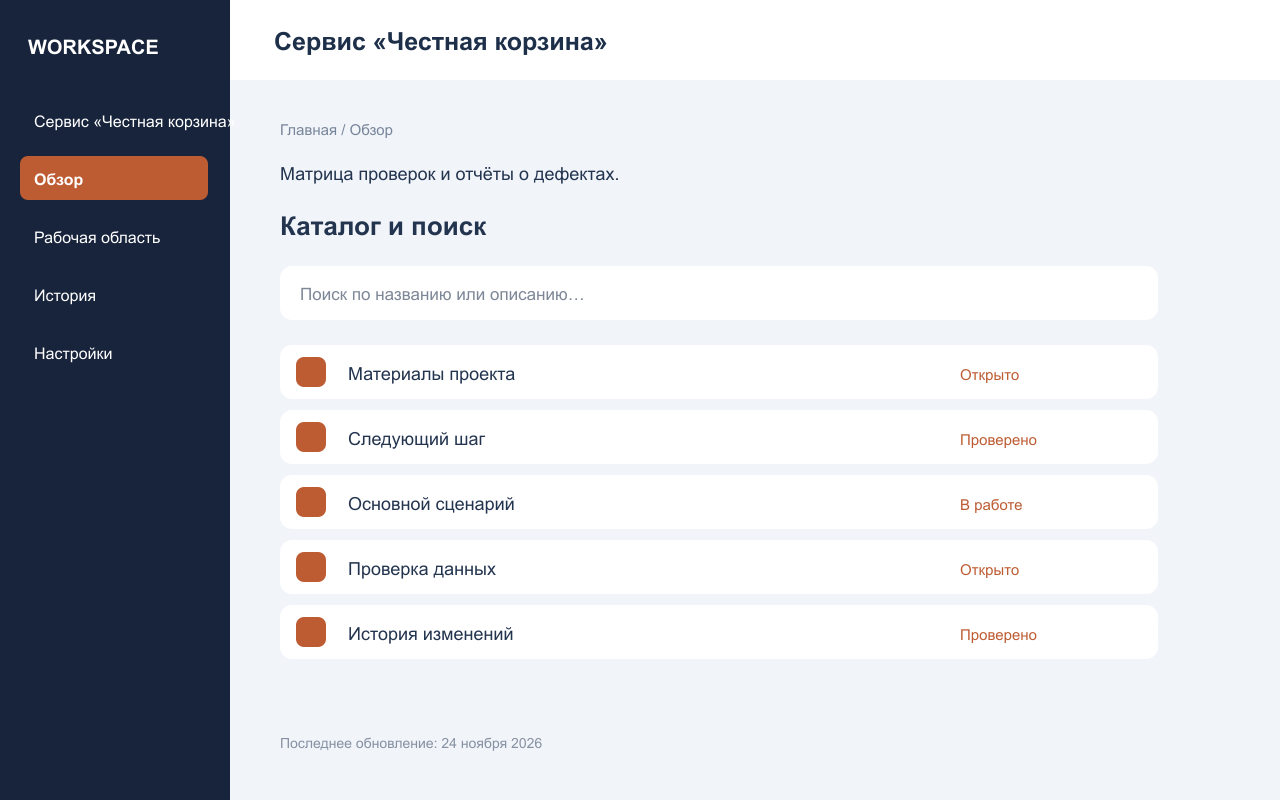 WORKSPACE
Сервис «Честная корзина»
Обзор
Рабочая область
История
Настройки
Сервис «Честная корзина»
Главная / Обзор
Матрица проверок и отчёты о дефектах.
Каталог и поиск
Поиск по названию или описанию…
Материалы проекта Открыто
Следующий шаг Проверено
Основной сценарий В работе
Проверка данных Открыто
История изменений Проверено
Последнее обновление: 24 ноября 2026